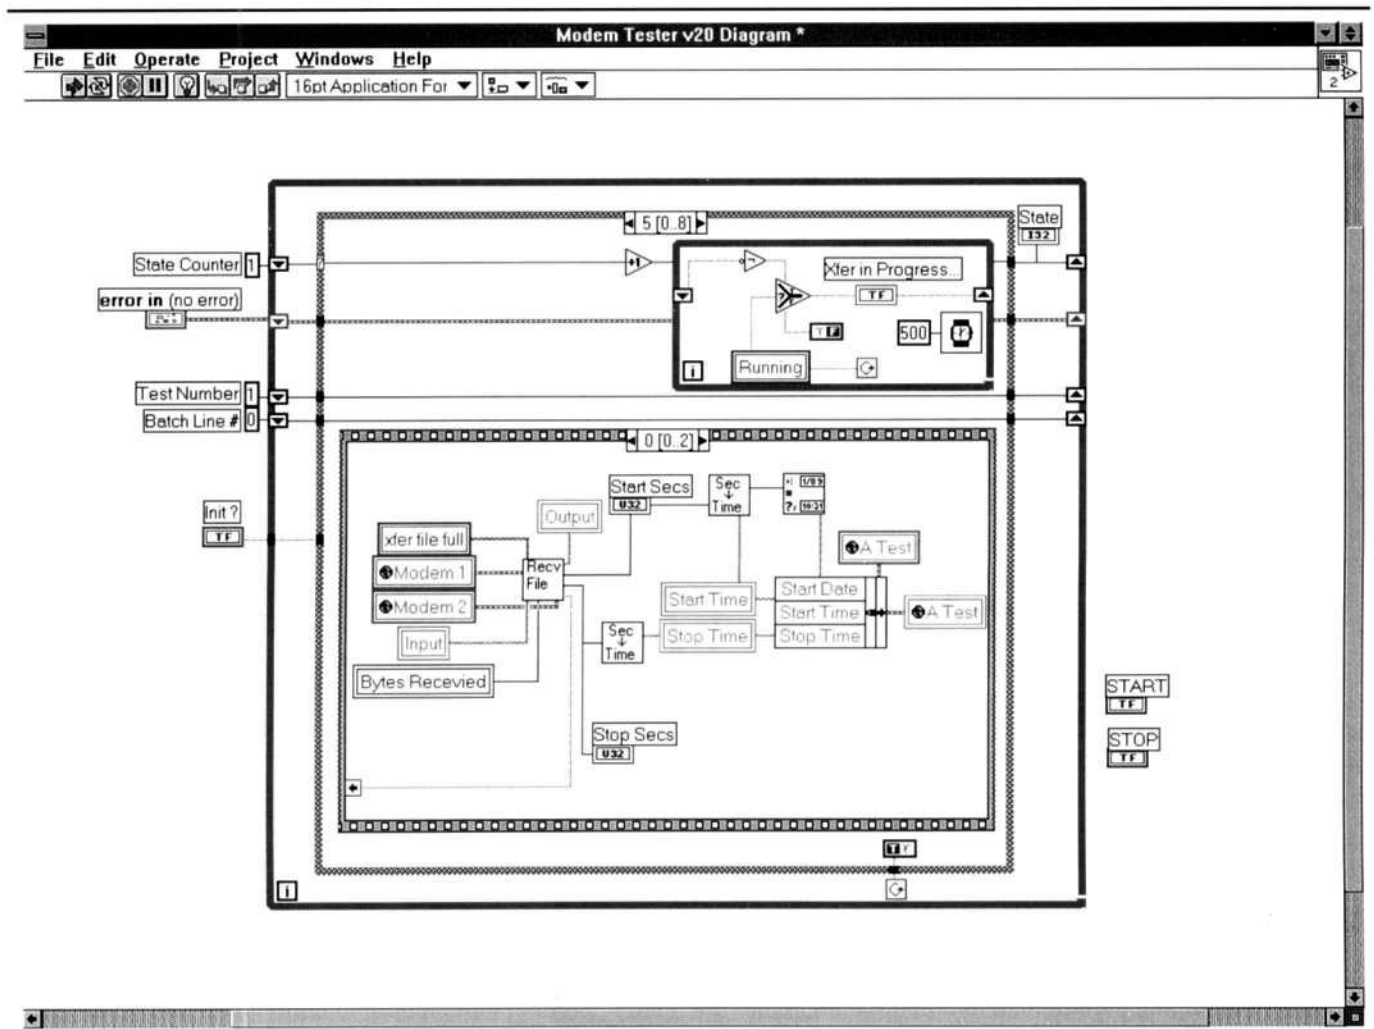 Modem Tester v20 Diagram *
File Edit Operate Project Windows Help
16pt Application For
2
5 [0..8]
State
I32
State Counter 1
+1
Xfer in Progress...
TF
error in (no error)
500
T F
Running
i
Test Number 1
Batch Line # 0
0 [0..2]
Start Secs
U32
Sec
Time
Init ?
TF
Output
xfer file full
A Test
Modem 1
Recv
File
Start Date
Start Time
Start Time
A Test
Modem 2
Sec
Time
Stop Time
Stop Time
Input
Bytes Recevied
START
TF
Stop Secs
U32
STOP
TF
T F
i